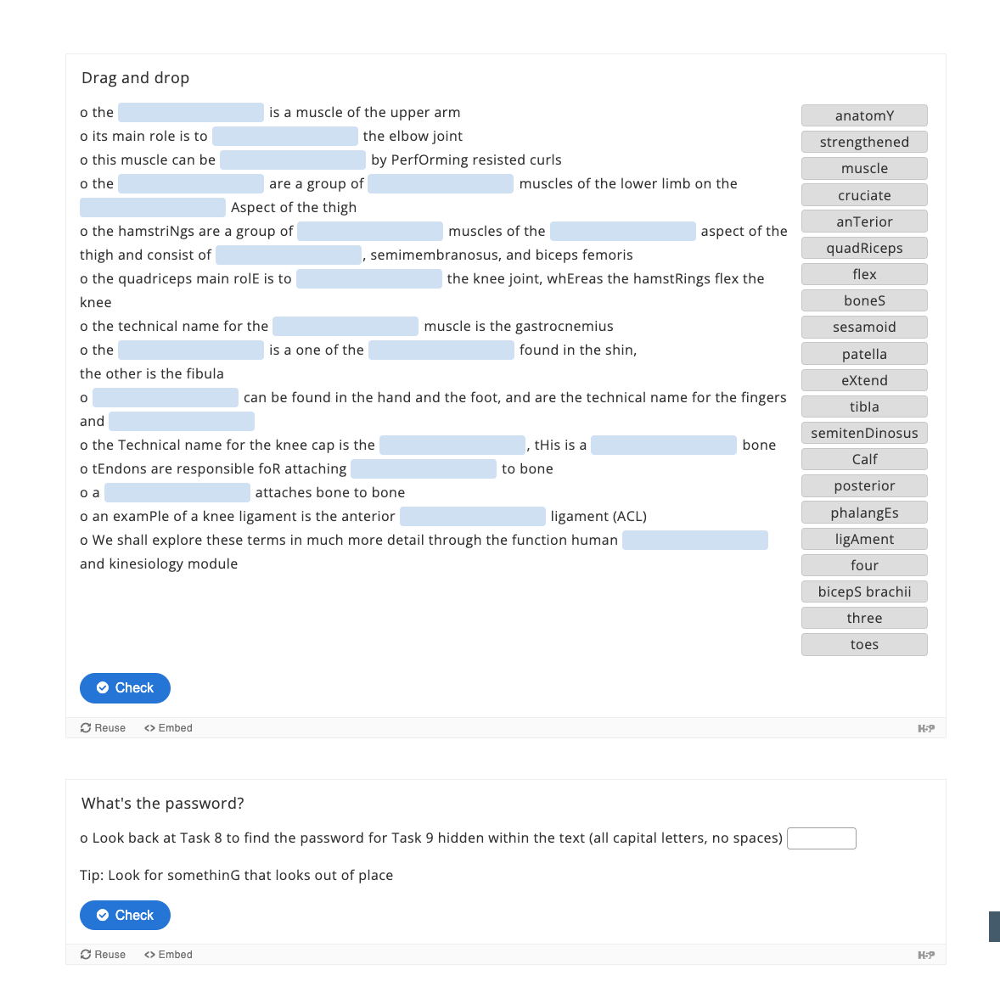 Drag and drop
o the is a muscle of the upper arm
o its main role is to the elbow joint
o this muscle can be by PerfOrming resisted curls
o the are a group of muscles of the lower limb on the
Aspect of the thigh
o the hamstriNgs are a group of muscles of the aspect of the
thigh and consist of , semimembranosus, and biceps femoris
o the quadriceps main rolE is to the knee joint, whEreas the hamstRings flex the
knee
o the technical name for the muscle is the gastrocnemius
o the is a one of the found in the shin,
the other is the fibula
o can be found in the hand and the foot, and are the technical name for the fingers
and
o the Technical name for the knee cap is the , tHis is a bone
o tEndons are responsible foR attaching to bone
o a attaches bone to bone
o an examPle of a knee ligament is the anterior ligament (ACL)
o We shall explore these terms in much more detail through the function human
and kinesiology module
anatomY
strengthened
muscle
cruciate
anTerior
quadRiceps
flex
boneS
sesamoid
patella
eXtend
tibIa
semitenDinosus
Calf
posterior
phalangEs
ligAment
four
bicepS brachii
three
toes
Check
Reuse
Embed
H5P
What's the password?
o Look back at Task 8 to find the password for Task 9 hidden within the text (all capital letters, no spaces)
Tip: Look for somethinG that looks out of place
Check
Reuse
Embed
H5P